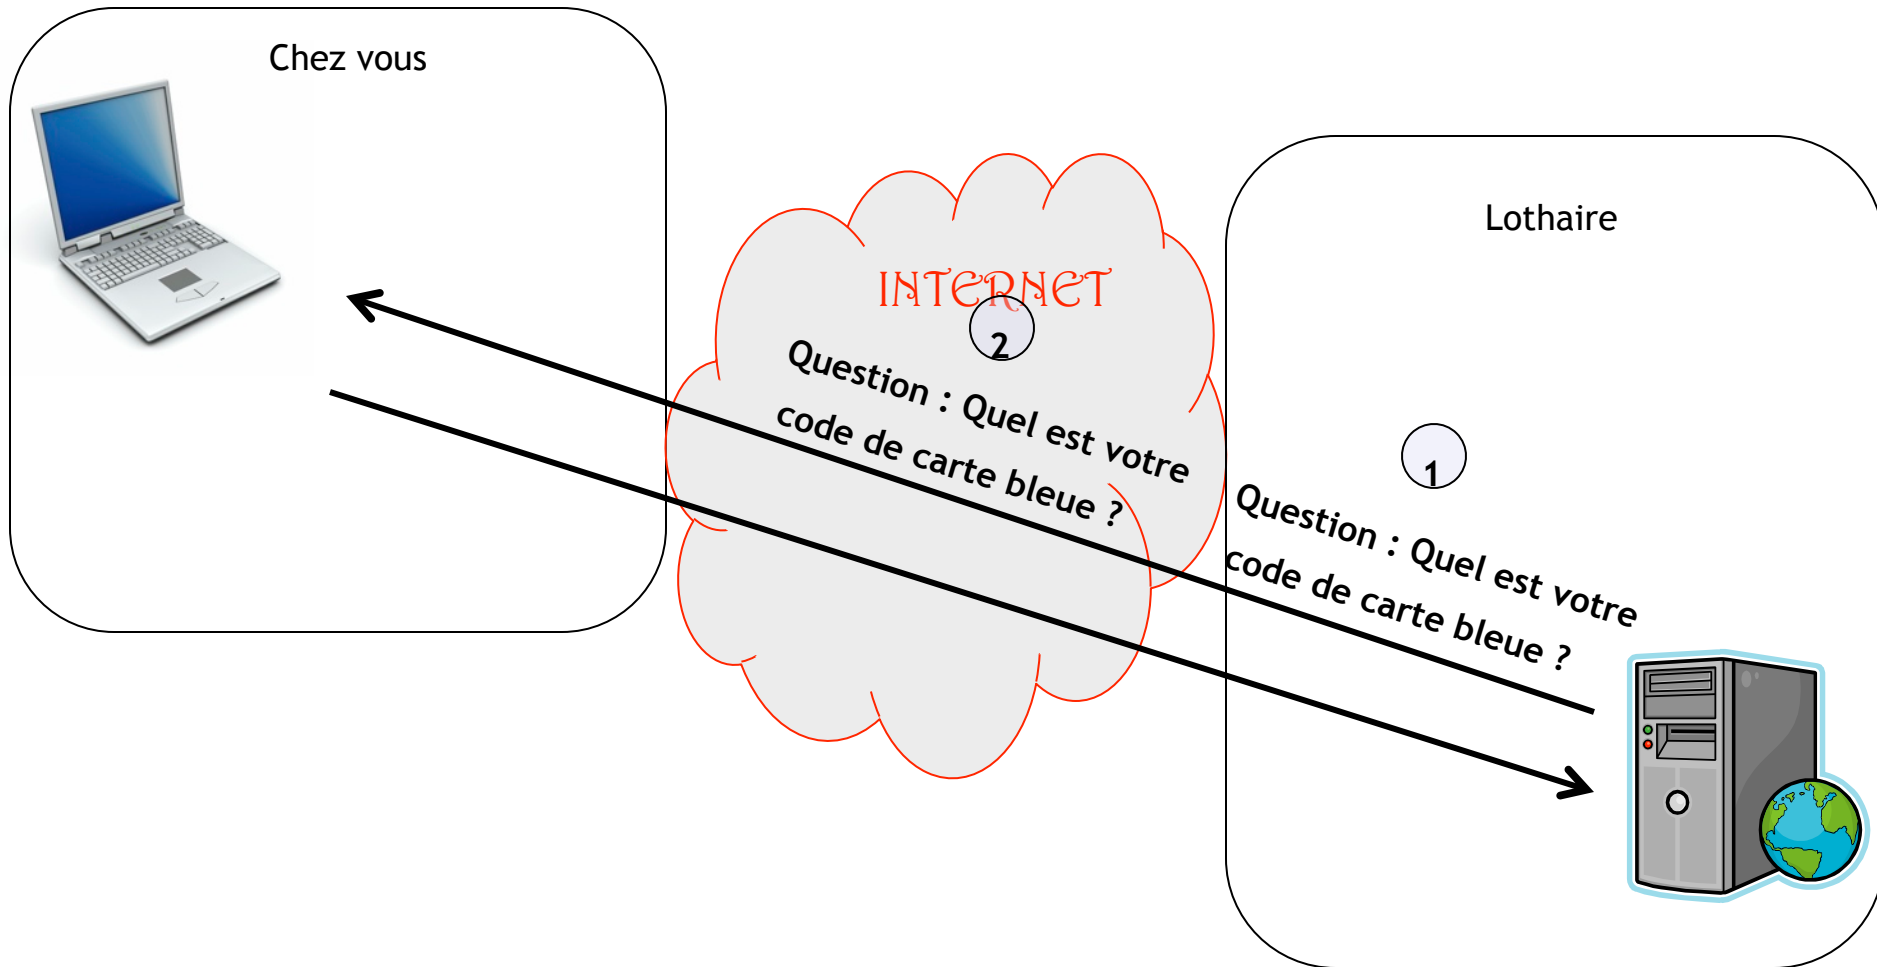 Chez vous
Lothaire
INTERNET
2
Question : Quel est votre
code de carte bleue ?
1
Question : Quel est votre
code de carte bleue ?